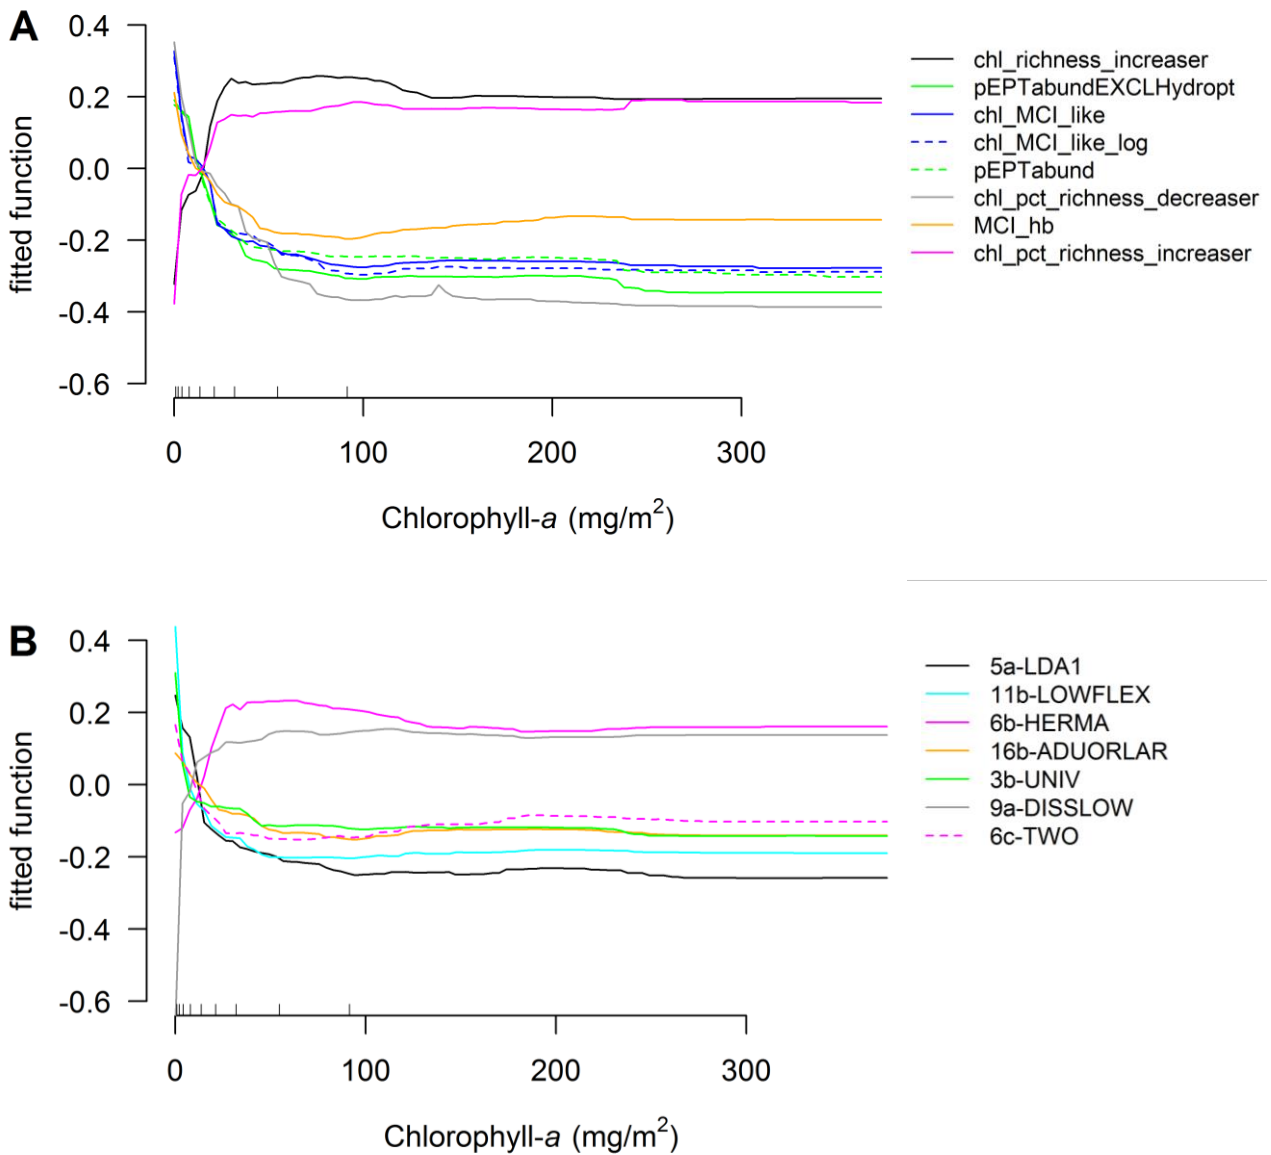 A
0.4
0.2
0.0
-0.2
-0.4
-0.6
fitted function
0 100 200 300
Chlorophyll-a (mg/m²)
chl_richness_increaser
pEPTabundEXCLHydropt
chl_MCI_like
chl_MCI_like_log
pEPTabund
chl_pct_richness_decreaser
MCI_hb
chl_pct_richness_increaser
B
0.4
0.2
0.0
-0.2
-0.4
-0.6
fitted function
0 100 200 300
Chlorophyll-a (mg/m²)
5a-LDA1
11b-LOWFLEX
6b-HERMA
16b-ADUORLAR
3b-UNIV
9a-DISSLOW
6c-TWO